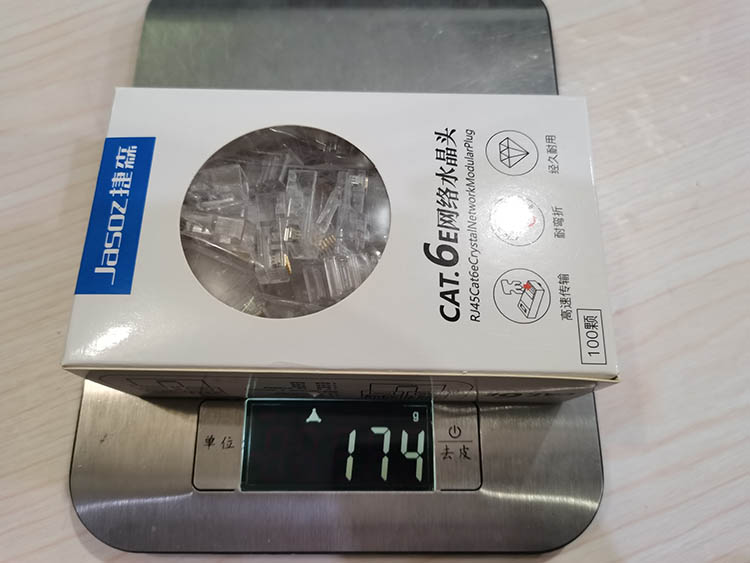 Jasoz捷森
CAT.6E网络水晶头
RJ45Cat6eCrystalNetworkModularPlug
经久耐用
耐弯折
高速传输
100颗
单位
g
174
去皮